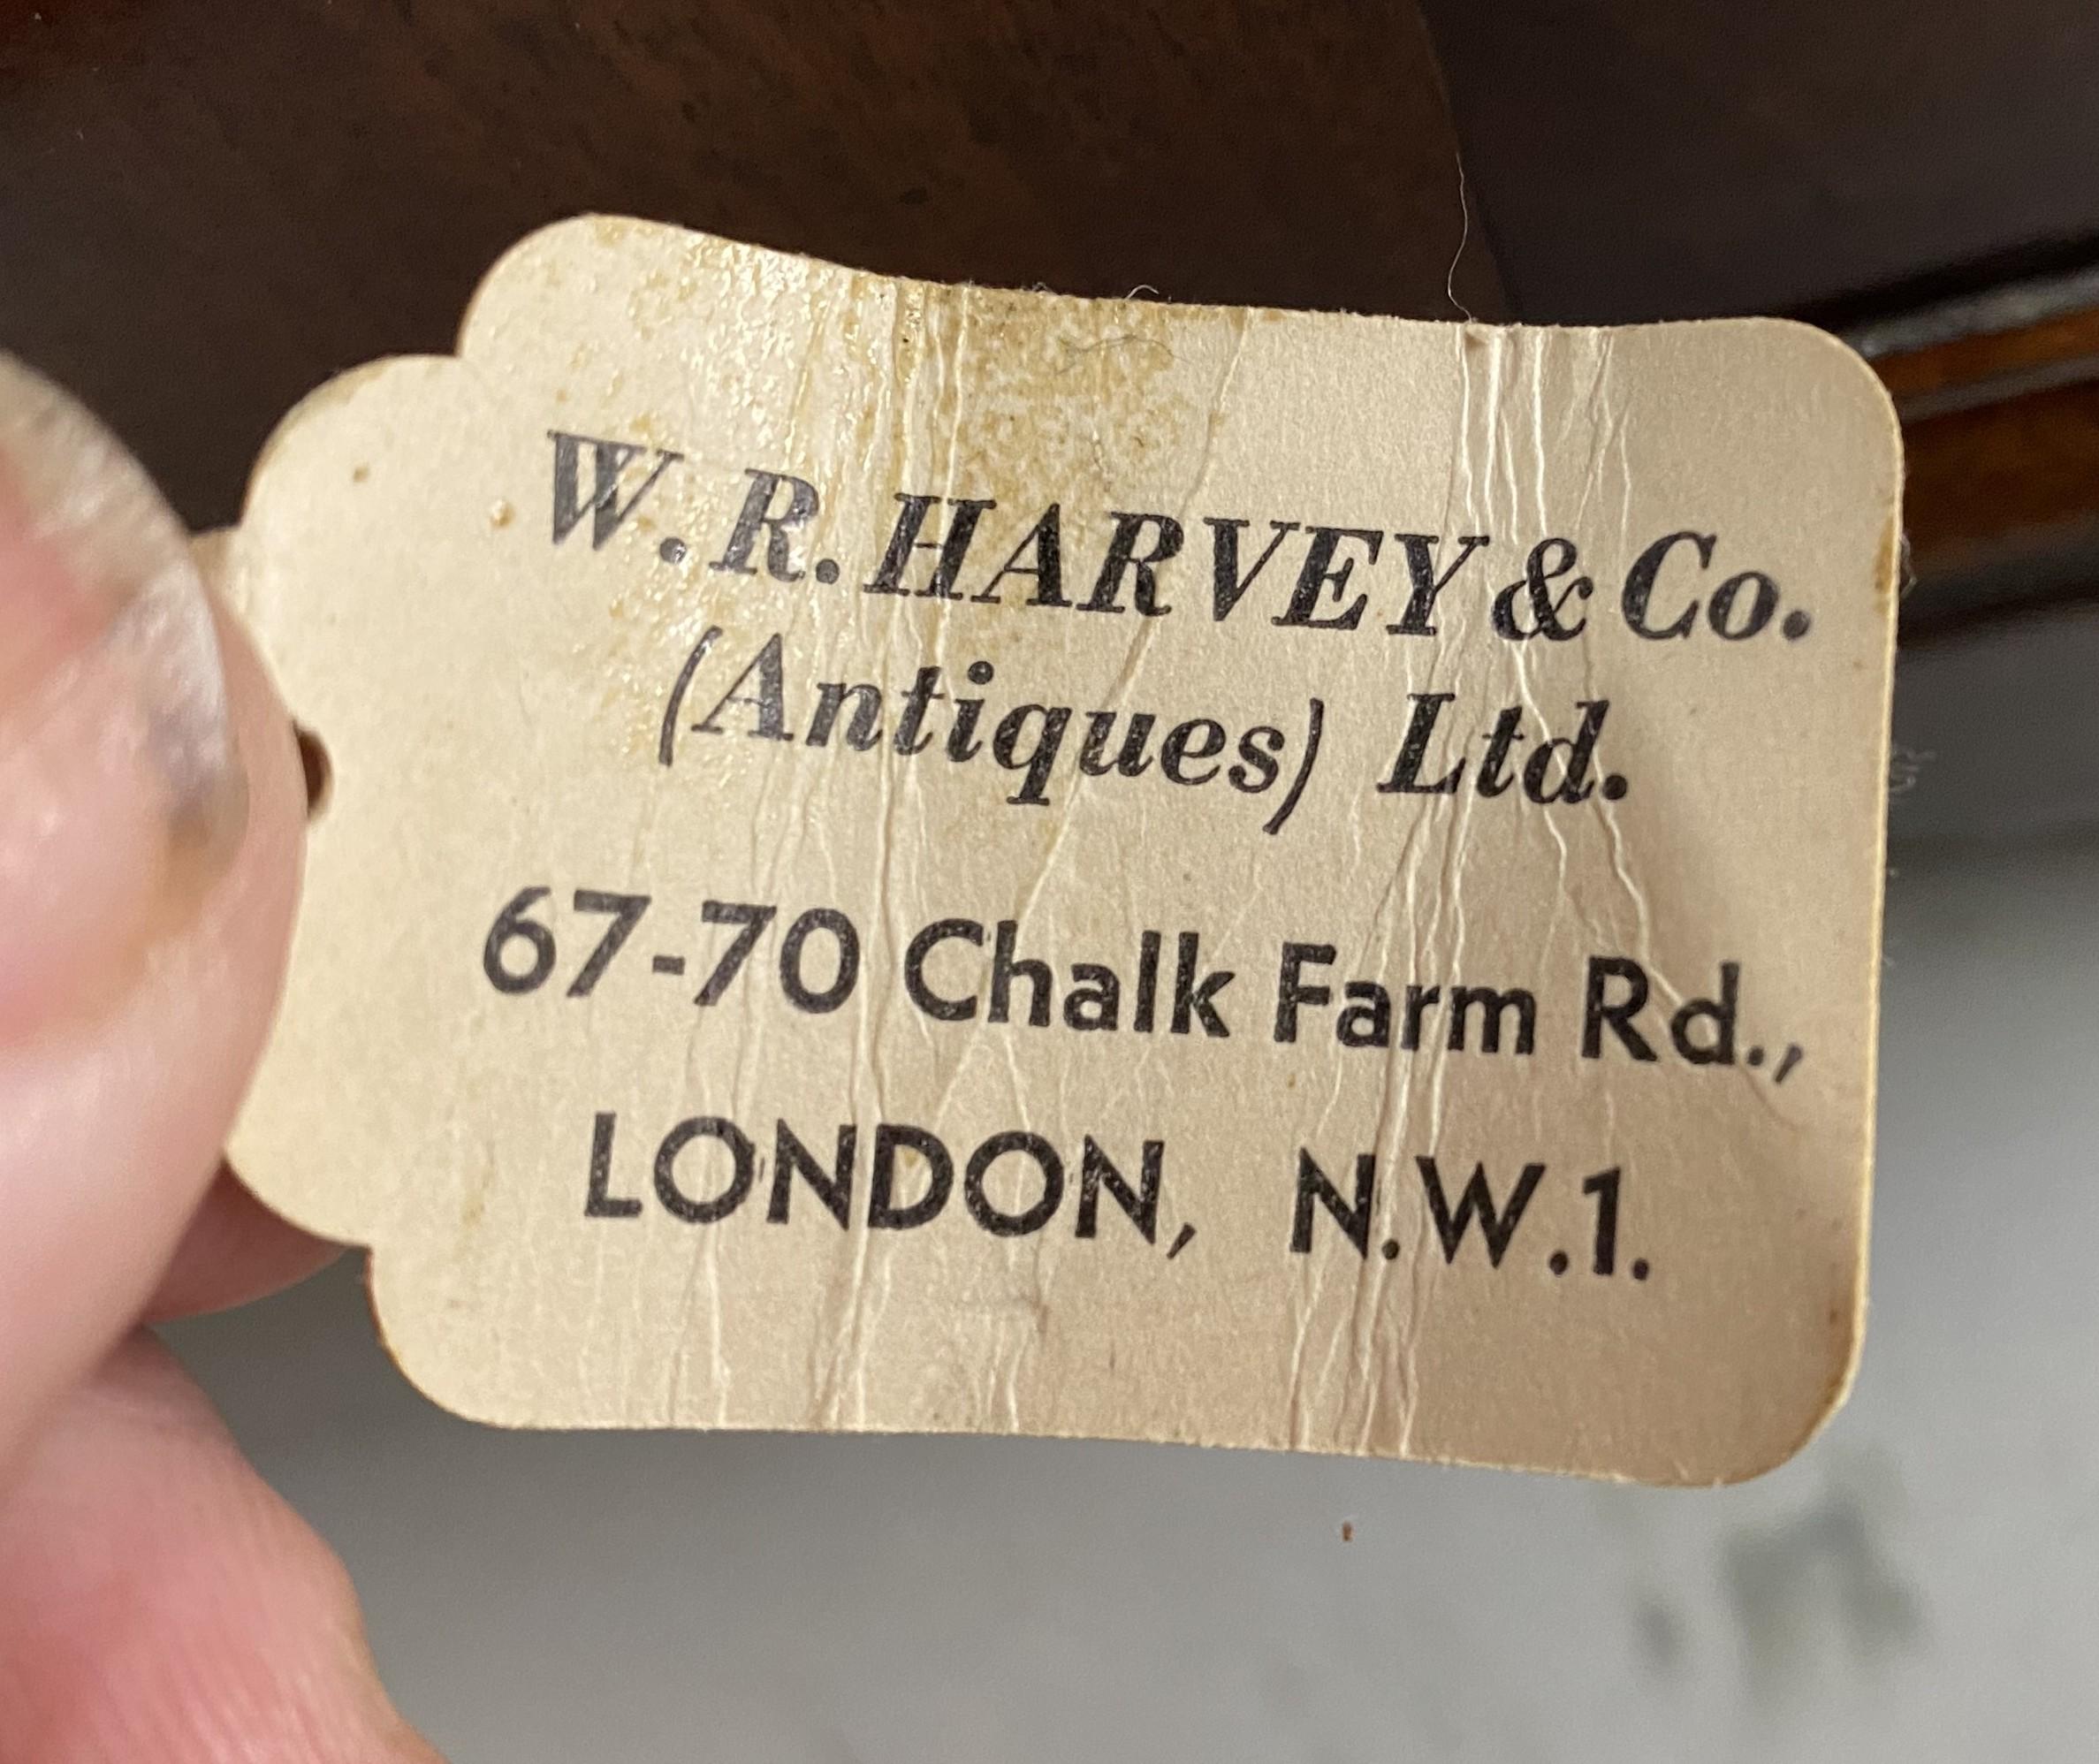 W.R. HARVEY & Co.
(Antiques) Ltd.
67-70 Chalk Farm Rd.,
LONDON, N.W.1.